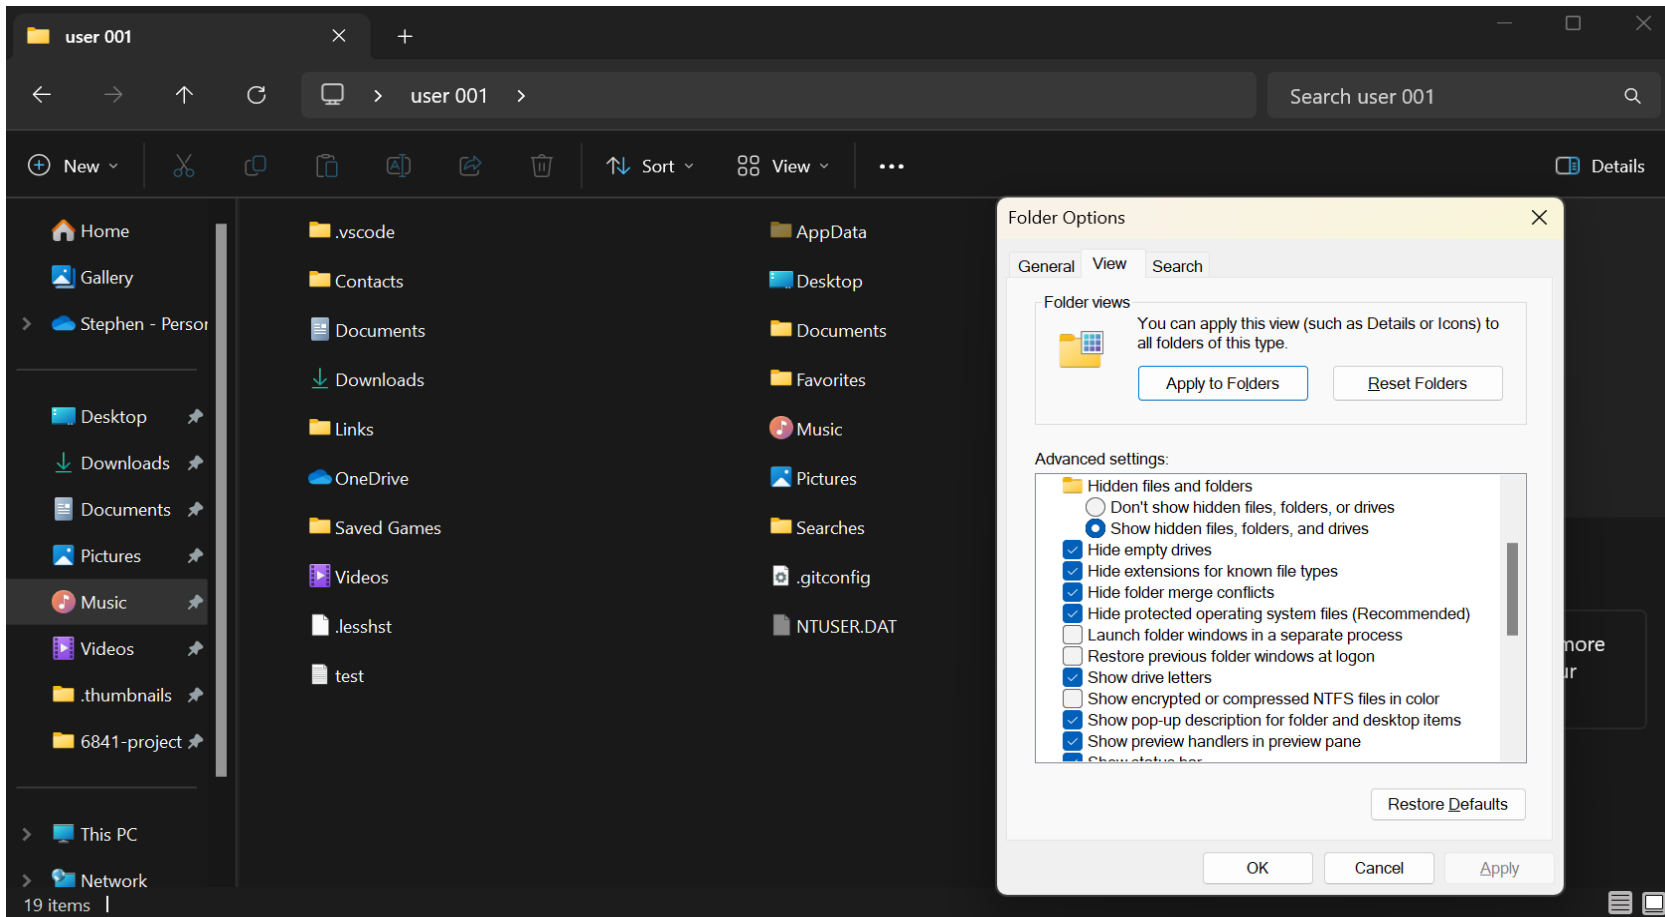 user 001
user 001
Search user 001
New
Sort
View
Details
Home
Gallery
Stephen - Person
Desktop
Downloads
Documents
Pictures
Music
Videos
.thumbnails
6841-project
This PC
Network
19 items
.vscode
AppData
Contacts
Desktop
Documents
Documents
Downloads
Favorites
Links
Music
OneDrive
Pictures
Saved Games
Searches
Videos
.gitconfig
.lesshst
NTUSER.DAT
test
Folder Options
General
View
Search
Folder views
You can apply this view (such as Details or Icons) to
all folders of this type.
Apply to Folders
Reset Folders
Advanced settings:
Hidden files and folders
Don't show hidden files, folders, or drives
Show hidden files, folders, and drives
Hide empty drives
Hide extensions for known file types
Hide folder merge conflicts
Hide protected operating system files (Recommended)
Launch folder windows in a separate process
Restore previous folder windows at logon
Show drive letters
Show encrypted or compressed NTFS files in color
Show pop-up description for folder and desktop items
Show preview handlers in preview pane
Show status bar
Restore Defaults
OK
Cancel
Apply
more